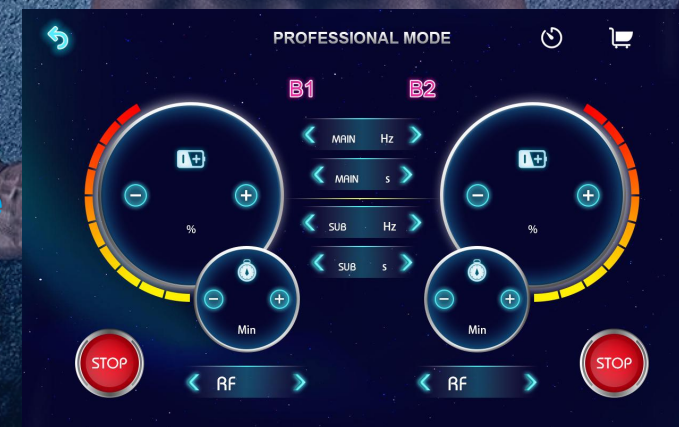 PROFESSIONAL MODE
B1 B2
MAIN Hz
MAIN s
SUB Hz
SUB s
%
%
Min
Min
STOP
STOP
RF
RF